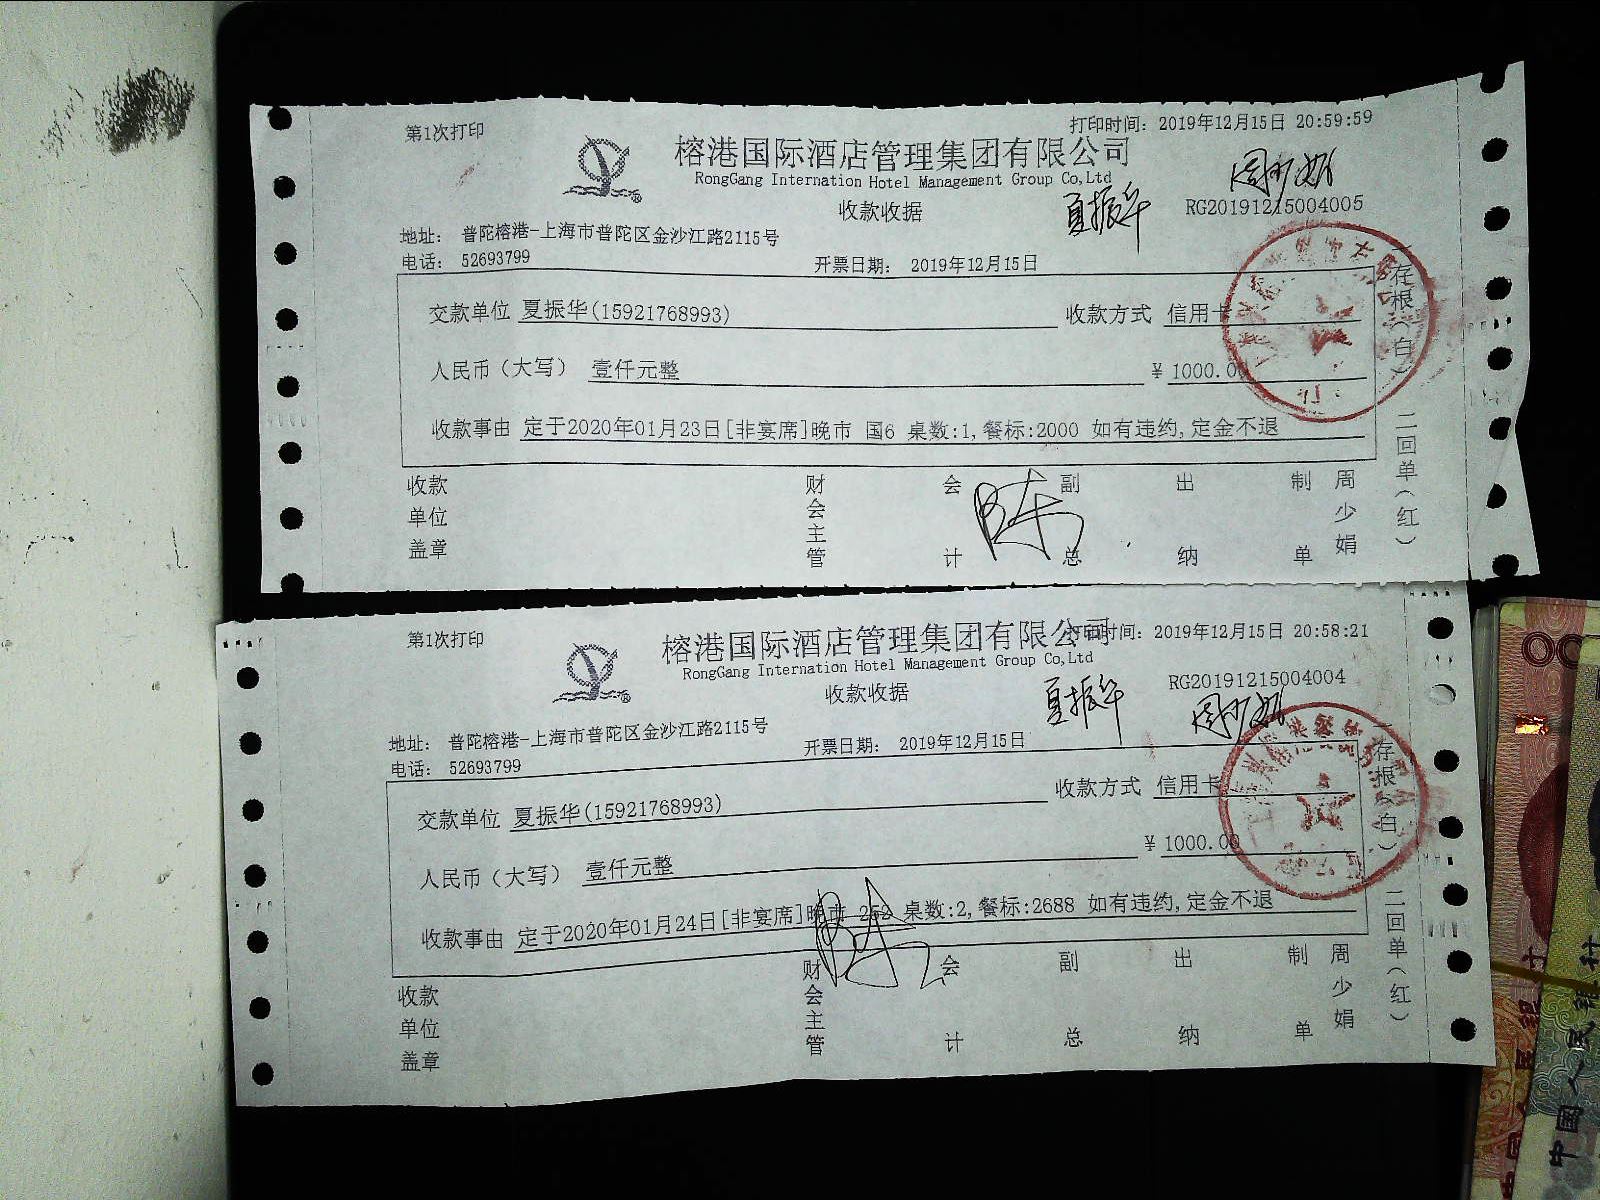 第1次打印
打印时间: 2019年12月15日 20:59:59
榕港国际酒店管理集团有限公司
RongGang Internation Hotel Management Group Co,Ltd
周少娟
收款收据
夏振华
RG20191215004005
地址: 普陀榕港-上海市普陀区金沙江路2115号
电话: 52693799
开票日期: 2019年12月15日
交款单位 夏振华(15921768993)
收款方式 信用卡
人民币(大写) 壹仟元整
¥ 1000.00
收款事由 定于2020年01月23日[非宴席]晚市 国6 桌数:1,餐标:2000 如有违约,定金不退
存根(白) 二回单(红)
收款单位盖章
财会主管
会计
副总
出纳
制单
周少娟
第1次打印
打印时间: 2019年12月15日 20:58:21
榕港国际酒店管理集团有限公司
RongGang Internation Hotel Management Group Co,Ltd
收款收据
夏振华
RG20191215004004
周少娟
地址: 普陀榕港-上海市普陀区金沙江路2115号
电话: 52693799
开票日期: 2019年12月15日
交款单位 夏振华(15921768993)
收款方式 信用卡
人民币(大写) 壹仟元整
¥ 1000.00
收款事由 定于2020年01月24日[非宴席]晚市 252 桌数:2,餐标:2688 如有违约,定金不退
存根(白) 二回单(红)
收款单位盖章
财会主管
会计
副总
出纳
制单
周少娟
中国人民银行